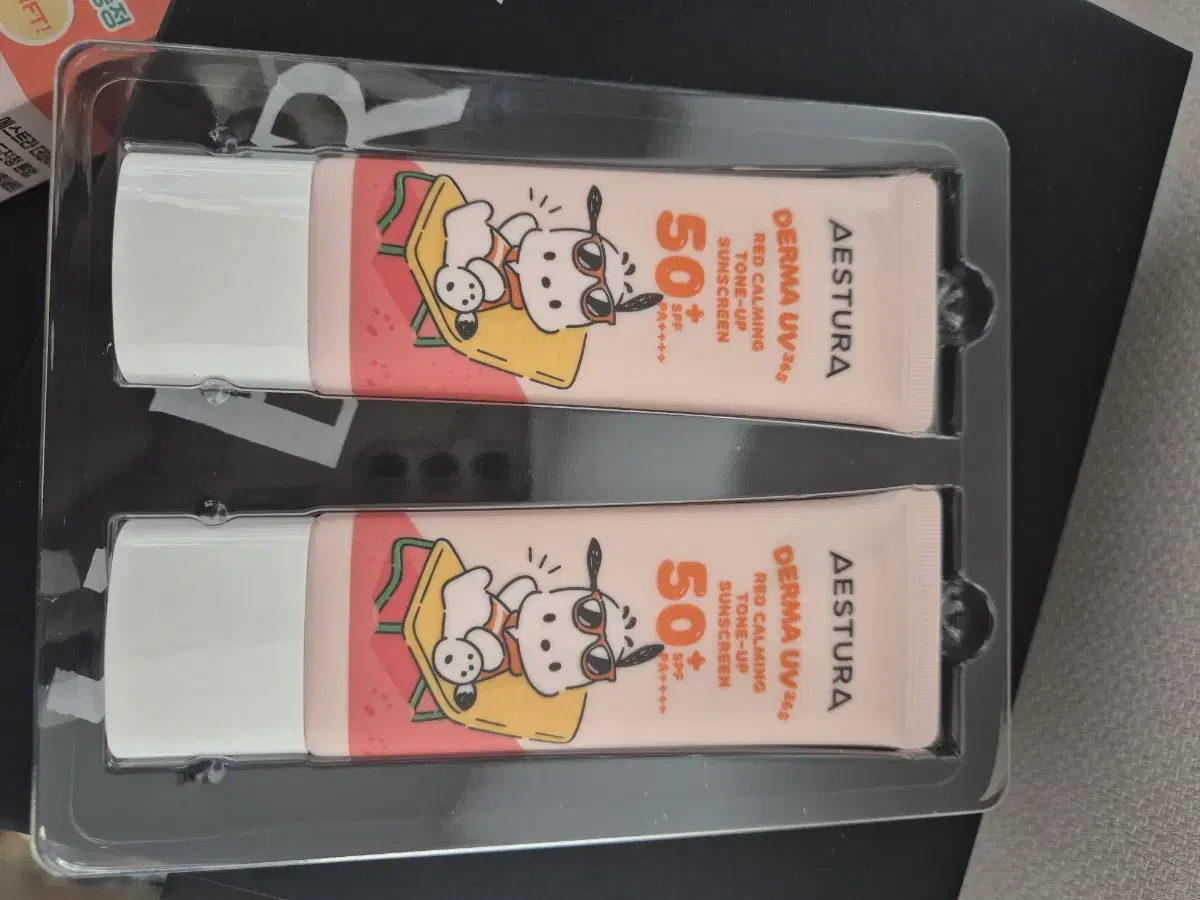 AESTURA
DERMA UV365
RED CALMING
TONE-UP
SUNSCREEN
50+
SPF
PA++++
AESTURA
DERMA UV365
RED CALMING
TONE-UP
SUNSCREEN
50+
SPF
PA++++
R